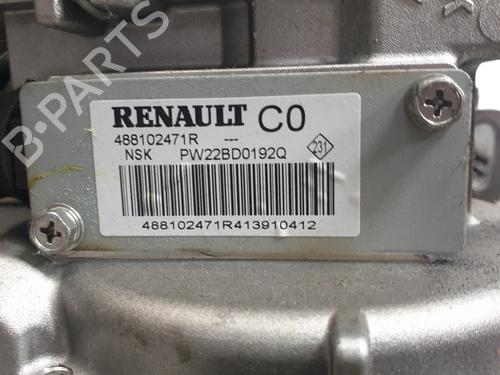 B-PARTS
RENAULT C0
488102471R ---
NSK PW22BD0192Q 231
488102471R413910412